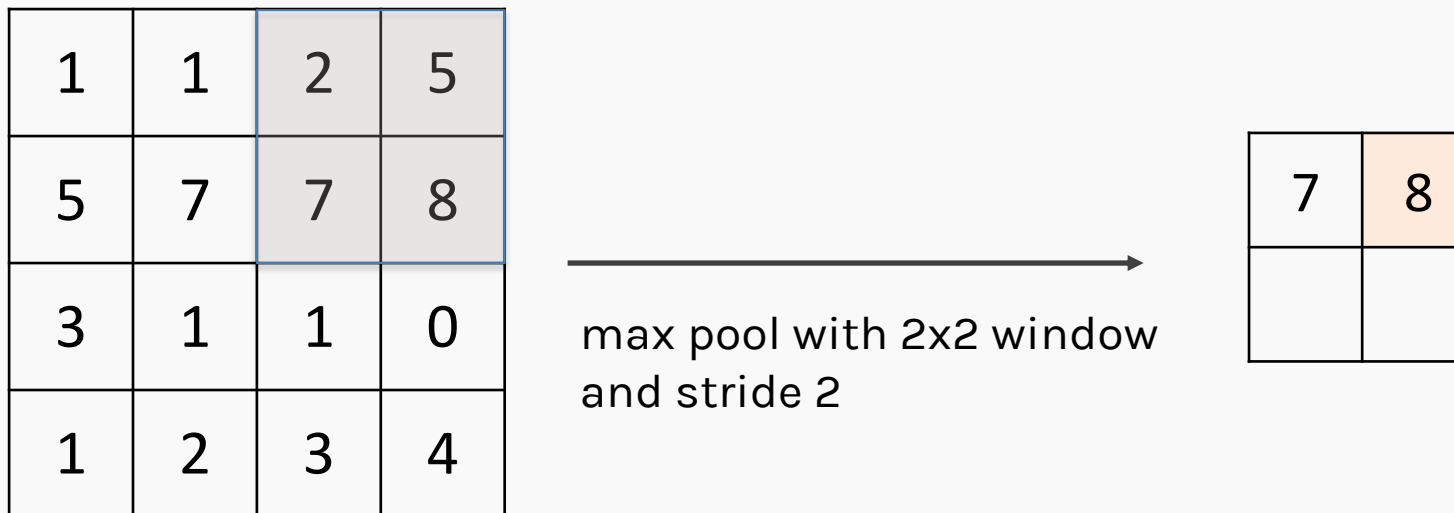 1 1 2 5
5 7 7 8
3 1 1 0
1 2 3 4
max pool with 2x2 window
and stride 2
7 8